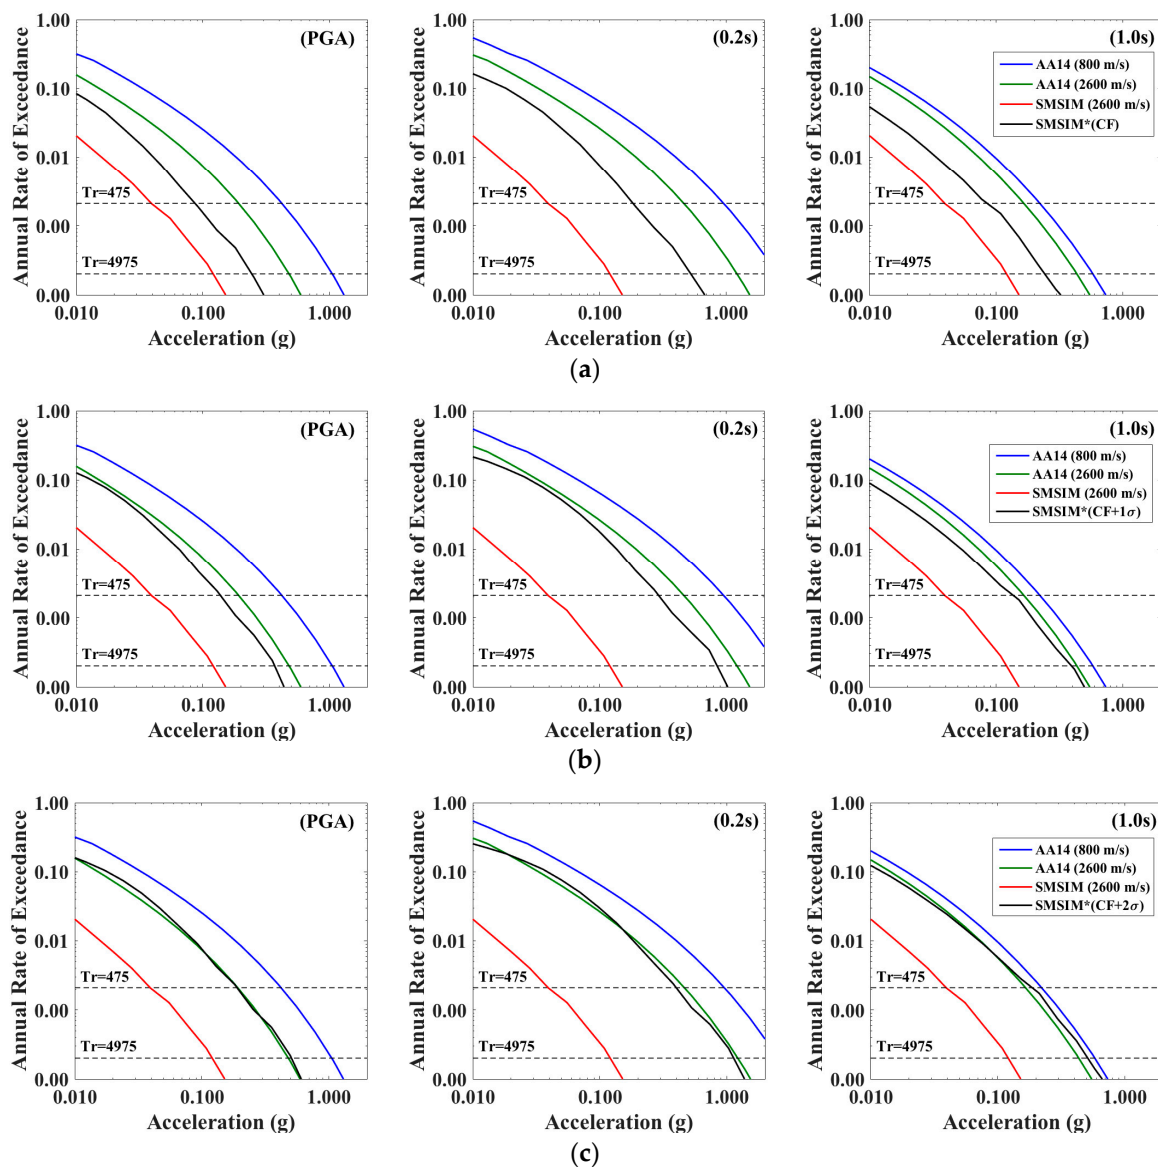 (PGA)
1.00
0.10
0.01
0.00
0.00
Annual Rate of Exceedance
Tr=475
Tr=4975
0.010
0.100
1.000
Acceleration (g)
(0.2s)
1.00
0.10
0.01
0.00
0.00
Annual Rate of Exceedance
Tr=475
Tr=4975
0.010
0.100
1.000
Acceleration (g)
(1.0s)
AA14 (800 m/s)
AA14 (2600 m/s)
SMSIM (2600 m/s)
SMSIM*(CF)
1.00
0.10
0.01
0.00
0.00
Annual Rate of Exceedance
Tr=475
Tr=4975
0.010
0.100
1.000
Acceleration (g)
(a)
(PGA)
1.00
0.10
0.01
0.00
0.00
Annual Rate of Exceedance
Tr=475
Tr=4975
0.010
0.100
1.000
Acceleration (g)
(0.2s)
1.00
0.10
0.01
0.00
0.00
Annual Rate of Exceedance
Tr=475
Tr=4975
0.010
0.100
1.000
Acceleration (g)
(1.0s)
AA14 (800 m/s)
AA14 (2600 m/s)
SMSIM (2600 m/s)
SMSIM*(CF+1σ)
1.00
0.10
0.01
0.00
0.00
Annual Rate of Exceedance
Tr=475
Tr=4975
0.010
0.100
1.000
Acceleration (g)
(b)
(PGA)
1.00
0.10
0.01
0.00
0.00
Annual Rate of Exceedance
Tr=475
Tr=4975
0.010
0.100
1.000
Acceleration (g)
(0.2s)
1.00
0.10
0.01
0.00
0.00
Annual Rate of Exceedance
Tr=475
Tr=4975
0.010
0.100
1.000
Acceleration (g)
(1.0s)
AA14 (800 m/s)
AA14 (2600 m/s)
SMSIM (2600 m/s)
SMSIM*(CF+2σ)
1.00
0.10
0.01
0.00
0.00
Annual Rate of Exceedance
Tr=475
Tr=4975
0.010
0.100
1.000
Acceleration (g)
(c)